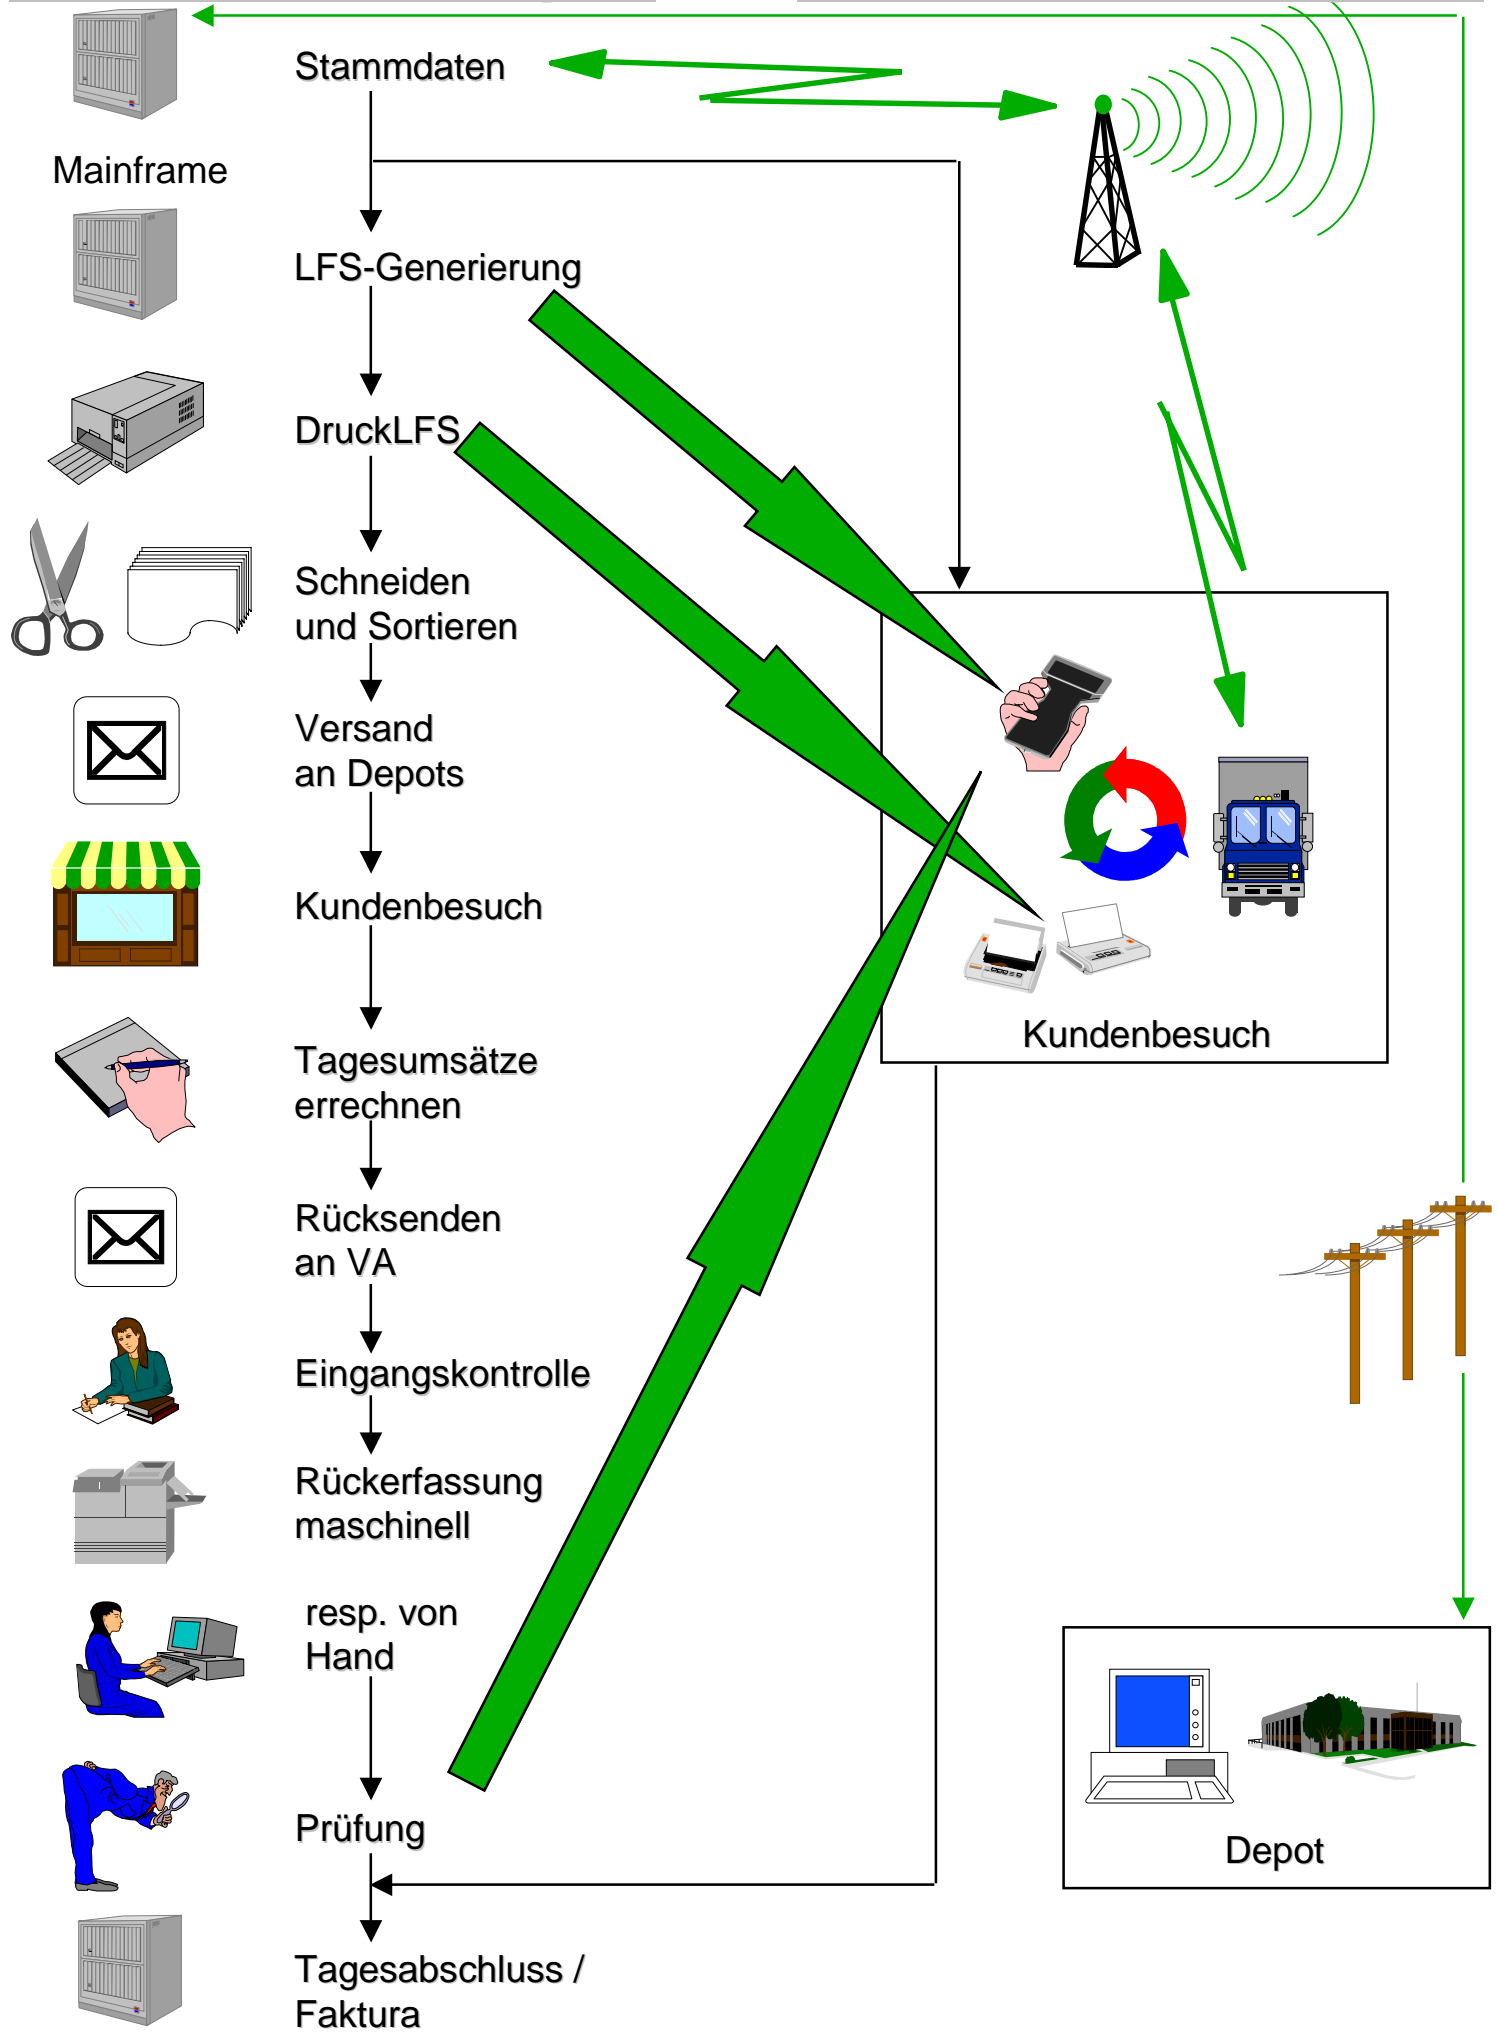 Stammdaten
Mainframe
LFS-Generierung
DruckLFS
Schneiden
und Sortieren
Versand
an Depots
Kundenbesuch
Tagesumsätze
errechnen
Rücksenden
an VA
Eingangskontrolle
Rückerfassung
maschinell
resp. von
Hand
Prüfung
Tagesabschluss /
Faktura
Kundenbesuch
Depot